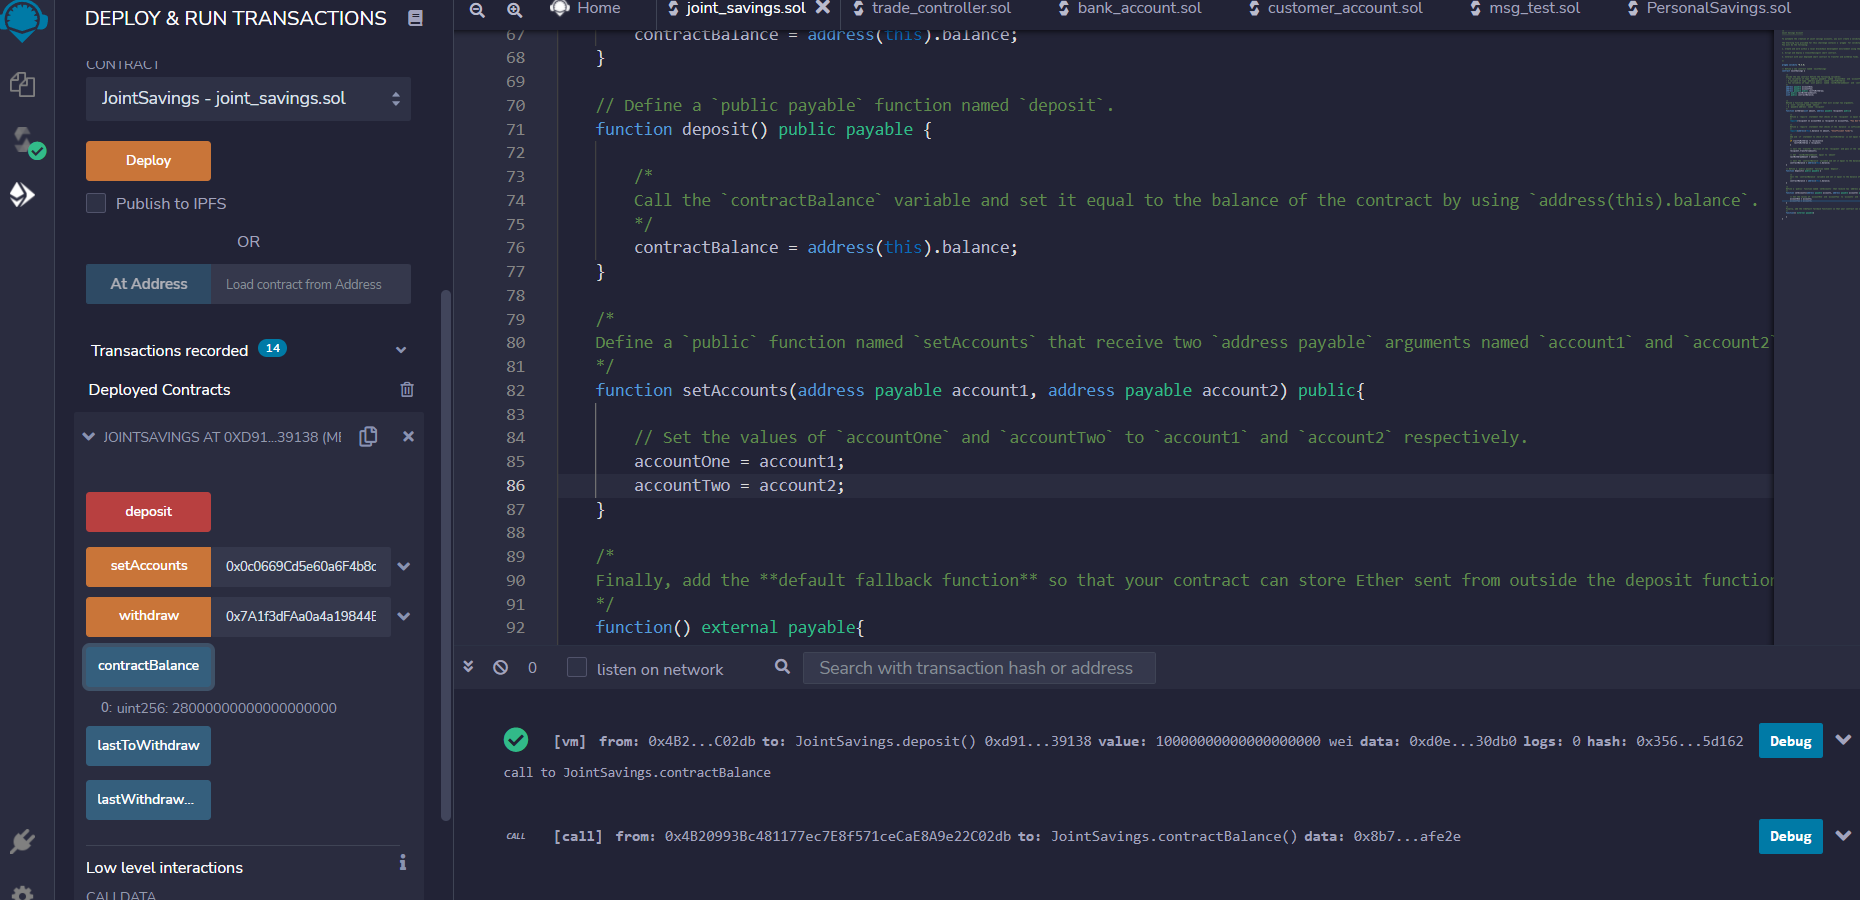 DEPLOY & RUN TRANSACTIONS
CONTRACT
JointSavings - joint_savings.sol
Deploy
Publish to IPFS
OR
At Address
Load contract from Address
Transactions recorded 14
Deployed Contracts
JOINTSAVINGS AT 0XD91...39138 (ME
deposit
setAccounts
0x0c0669Cd5e60a6F4b8c
withdraw
0x7A1f3dFAa0a4a19844E
contractBalance
0: uint256: 28000000000000000000
lastToWithdraw
lastWithdraw...
Low level interactions
i
CALLDATA
Home
joint_savings.sol
trade_controller.sol
bank_account.sol
customer_account.sol
msg_test.sol
PersonalSavings.sol
67 contractBalance = address(this).balance;
68 }
69
70 // Define a `public payable` function named `deposit`.
71 function deposit() public payable {
72
73 /*
74 Call the `contractBalance` variable and set it equal to the balance of the contract by using `address(this).balance`.
75 */
76 contractBalance = address(this).balance;
77 }
78
79 /*
80 Define a `public` function named `setAccounts` that receive two `address payable` arguments named `account1` and `account2`
81 */
82 function setAccounts(address payable account1, address payable account2) public{
83
84 // Set the values of `accountOne` and `accountTwo` to `account1` and `account2` respectively.
85 accountOne = account1;
86 accountTwo = account2;
87 }
88
89 /*
90 Finally, add the **default fallback function** so that your contract can store Ether sent from outside the deposit function
91 */
92 function() external payable{
0
listen on network
Search with transaction hash or address
[vm] from: 0x4B2...C02db to: JointSavings.deposit() 0xd91...39138 value: 10000000000000000000 wei data: 0xd0e...30db0 logs: 0 hash: 0x356...5d162
Debug
call to JointSavings.contractBalance
CALL [call] from: 0x4B20993Bc481177ec7E8f571ceCaE8A9e22C02db to: JointSavings.contractBalance() data: 0x8b7...afe2e
Debug